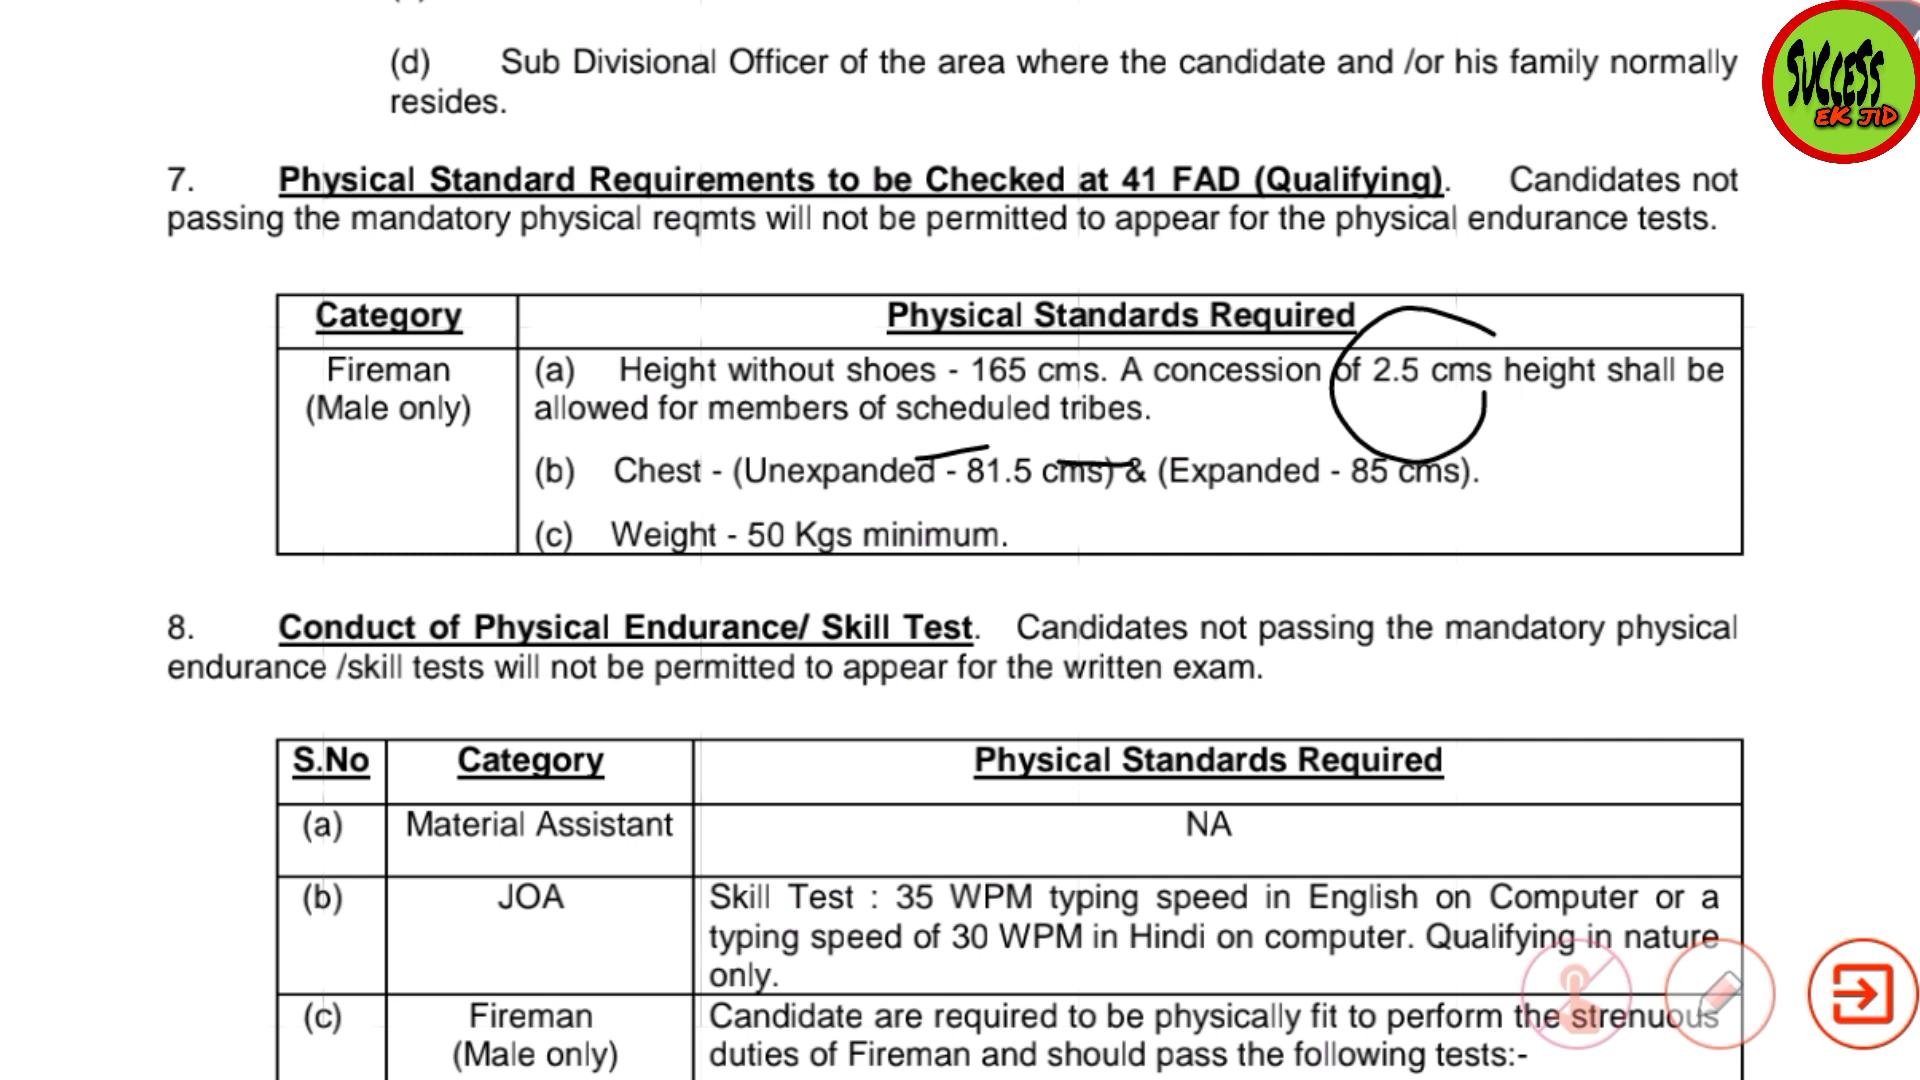 (d) Sub Divisional Officer of the area where the candidate and /or his family normally
resides.
SUCCESS
EK JID
7. Physical Standard Requirements to be Checked at 41 FAD (Qualifying). Candidates not
passing the mandatory physical reqmts will not be permitted to appear for the physical endurance tests.
Category Physical Standards Required
Fireman
(Male only)
(a) Height without shoes - 165 cms. A concession of 2.5 cms height shall be
allowed for members of scheduled tribes.
(b) Chest - (Unexpanded - 81.5 cms) & (Expanded - 85 cms).
(c) Weight - 50 Kgs minimum.
8. Conduct of Physical Endurance/ Skill Test. Candidates not passing the mandatory physical
endurance /skill tests will not be permitted to appear for the written exam.
S.No Category Physical Standards Required
(a) Material Assistant NA
(b) JOA Skill Test : 35 WPM typing speed in English on Computer or a
typing speed of 30 WPM in Hindi on computer. Qualifying in nature
only.
(c) Fireman
(Male only)
Candidate are required to be physically fit to perform the strenuous
duties of Fireman and should pass the following tests:-